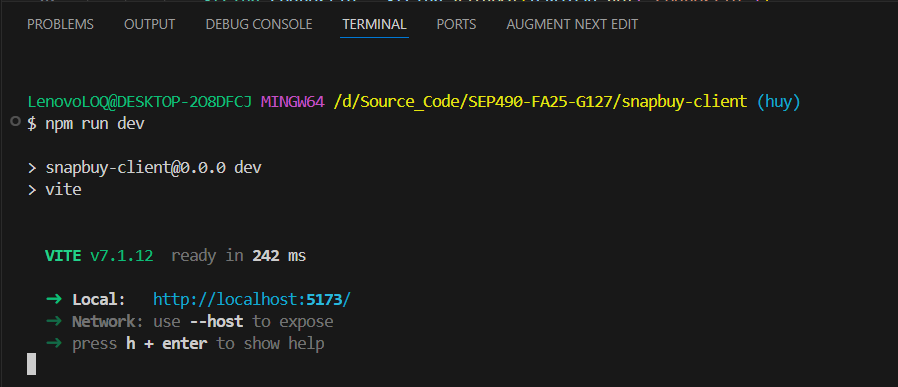 PROBLEMS OUTPUT DEBUG CONSOLE TERMINAL PORTS AUGMENT NEXT EDIT
LenovoLOQ@DESKTOP-2O8DFCJ MINGW64 /d/Source_Code/SEP490-FA25-G127/snapbuy-client (huy)
$ npm run dev
> snapbuy-client@0.0.0 dev
> vite
VITE v7.1.12 ready in 242 ms
➜ Local: http://localhost:5173/
➜ Network: use --host to expose
➜ press h + enter to show help